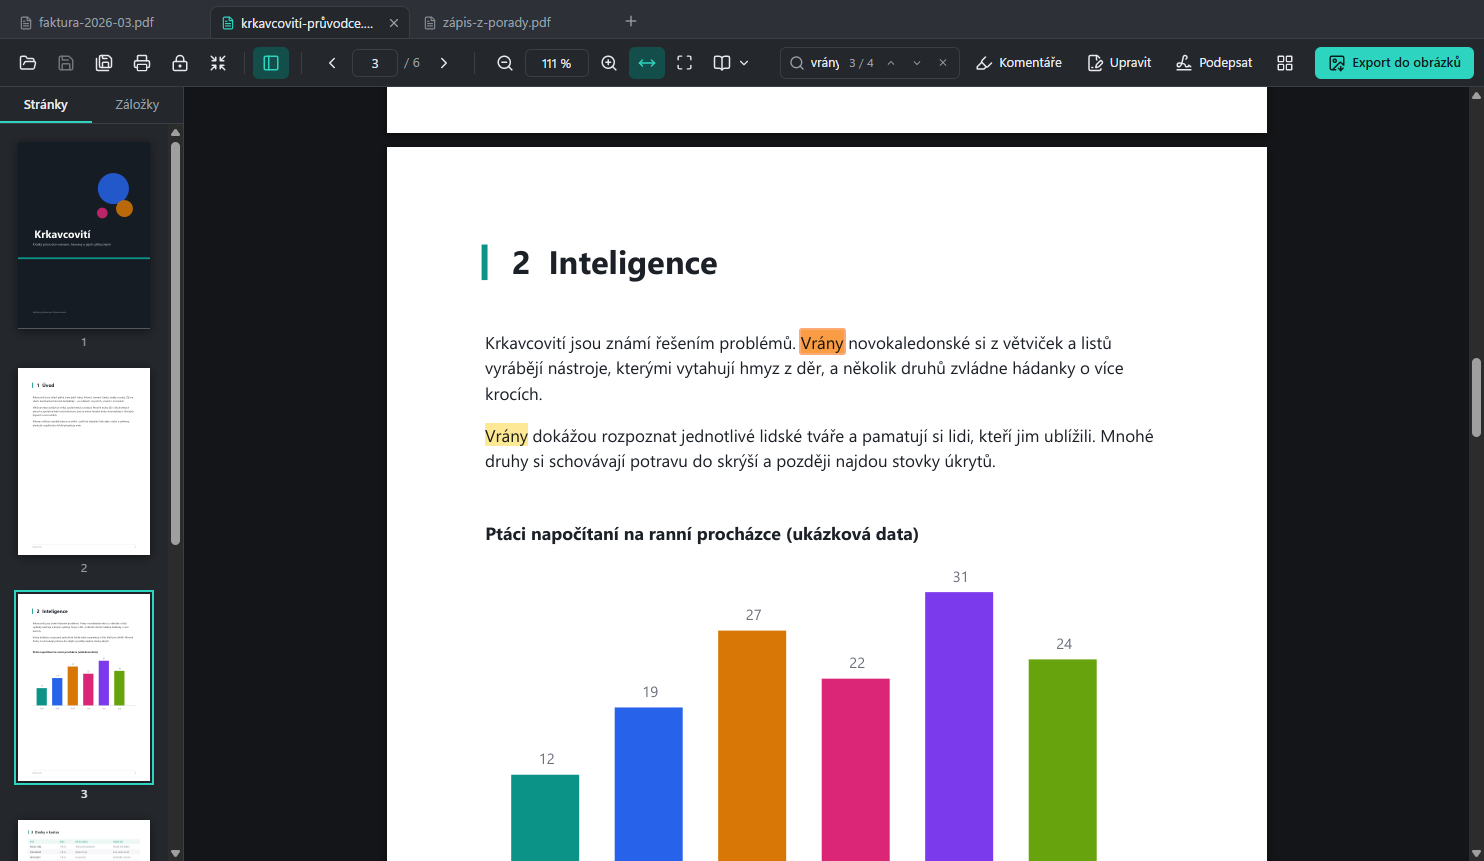 faktura-2026-03.pdf
krkavcovití-průvodce....
zápis-z-porady.pdf
3 / 6
111 %
vrány 3 / 4
Komentáře
Upravit
Podepsat
Export do obrázků
Stránky
Záložky
Krkavcovití
1
1 Úvod
2
2 Inteligence
3
2 Inteligence
Krkavcovití jsou známí řešením problémů. Vrány novokaledonské si z větviček a listů
vyrábějí nástroje, kterými vytahují hmyz z děr, a několik druhů zvládne hádanky o více
krocích.
Vrány dokážou rozpoznat jednotlivé lidské tváře a pamatují si lidi, kteří jim ublížili. Mnohé
druhy si schovávají potravu do skrýší a později najdou stovky úkrytů.
Ptáci napočítaní na ranní procházce (ukázková data)
12
19
27
22
31
24